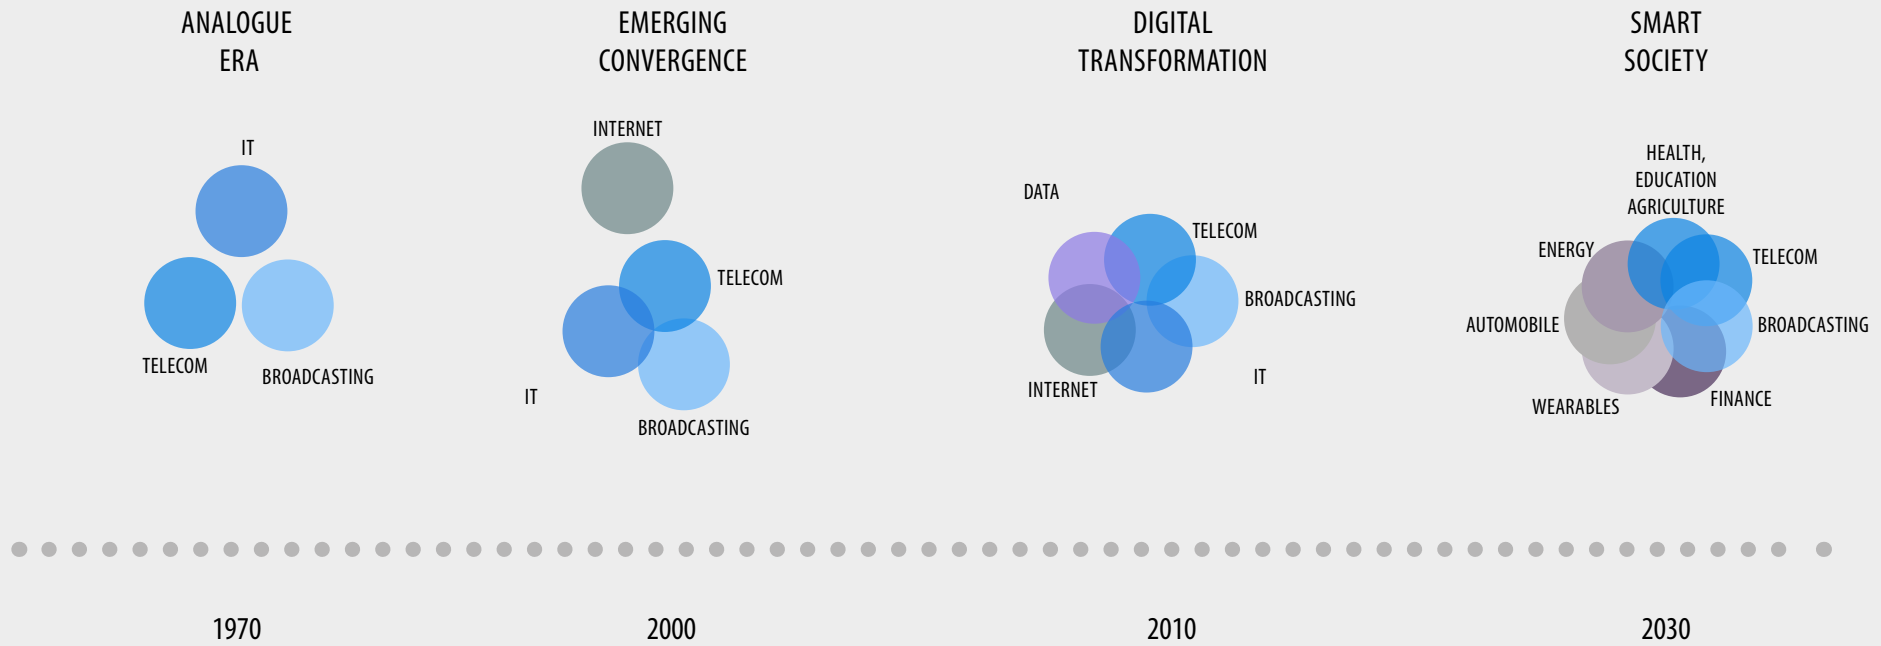 ANALOGUE
ERA
IT
TELECOM
BROADCASTING
1970
EMERGING
CONVERGENCE
INTERNET
TELECOM
IT
BROADCASTING
2000
DIGITAL
TRANSFORMATION
DATA
TELECOM
BROADCASTING
INTERNET
IT
2010
SMART
SOCIETY
HEALTH,
EDUCATION
AGRICULTURE
ENERGY
TELECOM
AUTOMOBILE
BROADCASTING
WEARABLES
FINANCE
2030